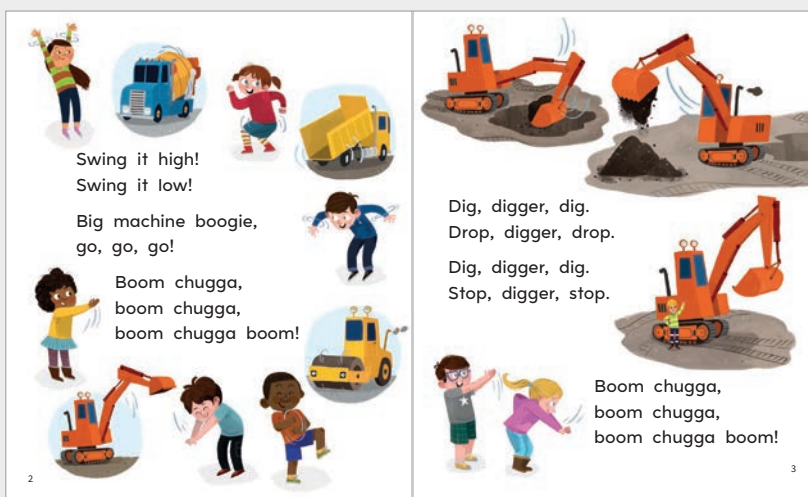 Swing it high!
Swing it low!
Big machine boogie,
go, go, go!
Boom chugga,
boom chugga,
boom chugga boom!
2
Dig, digger, dig.
Drop, digger, drop.
Dig, digger, dig.
Stop, digger, stop.
Boom chugga,
boom chugga,
boom chugga boom!
3